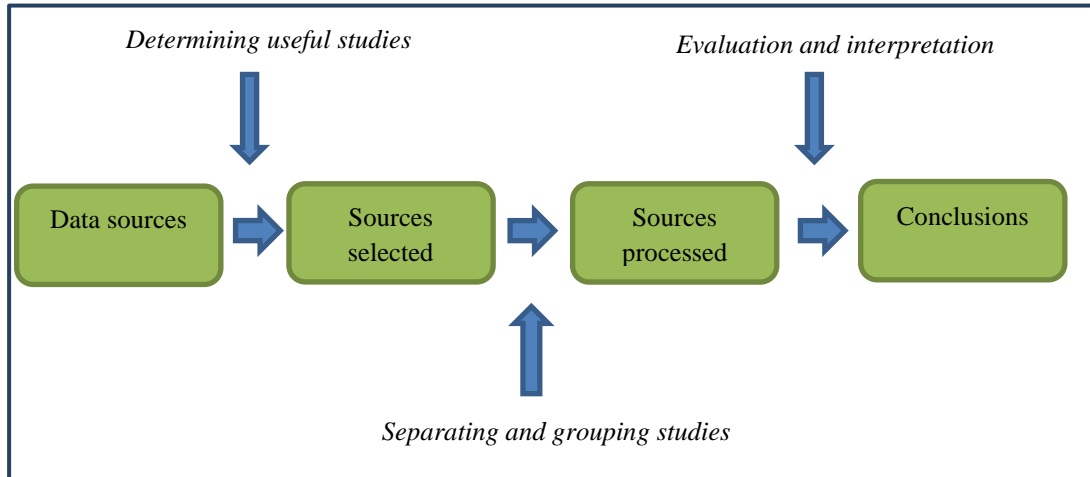 Determining useful studies
Evaluation and interpretation
Data sources
Sources
selected
Sources
processed
Conclusions
Separating and grouping studies